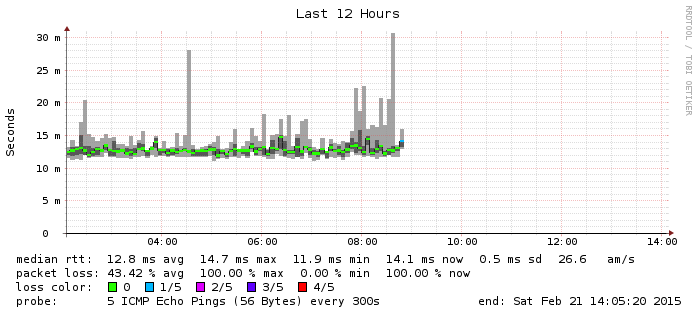 Last 12 Hours
RRDTOOL / TOBI OETIKER
Seconds
30 m
25 m
20 m
15 m
10 m
5 m
0
04:00 06:00 08:00 10:00 12:00 14:00
median rtt: 12.8 ms avg 14.7 ms max 11.9 ms min 14.1 ms now 0.5 ms sd 26.6 am/s
packet loss: 43.42 % avg 100.00 % max 0.00 % min 100.00 % now
loss color: 0 1/5 2/5 3/5 4/5
probe: 5 ICMP Echo Pings (56 Bytes) every 300s end: Sat Feb 21 14:05:20 2015